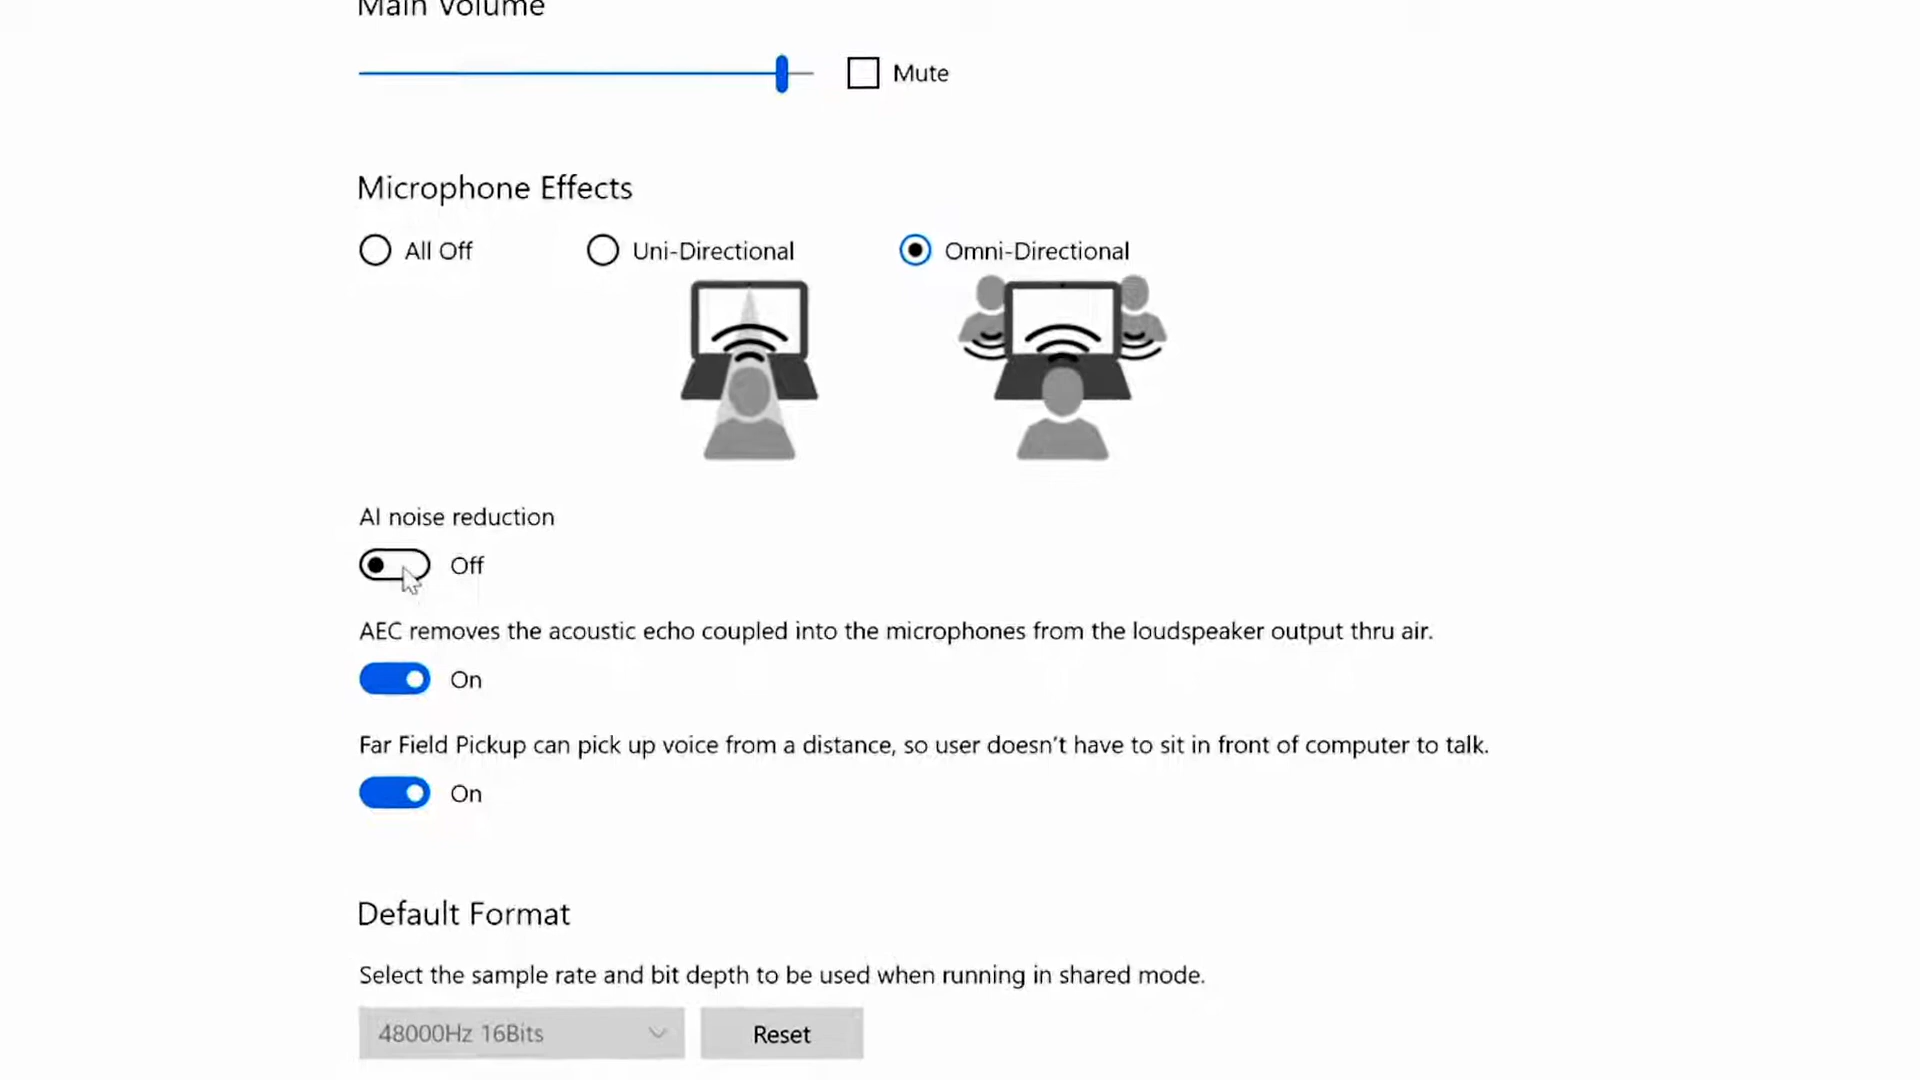 Main Volume
Mute
Microphone Effects
All Off
Uni-Directional
Omni-Directional
AI noise reduction
Off
AEC removes the acoustic echo coupled into the microphones from the loudspeaker output thru air.
On
Far Field Pickup can pick up voice from a distance, so user doesn't have to sit in front of computer to talk.
On
Default Format
Select the sample rate and bit depth to be used when running in shared mode.
48000Hz 16Bits
Reset